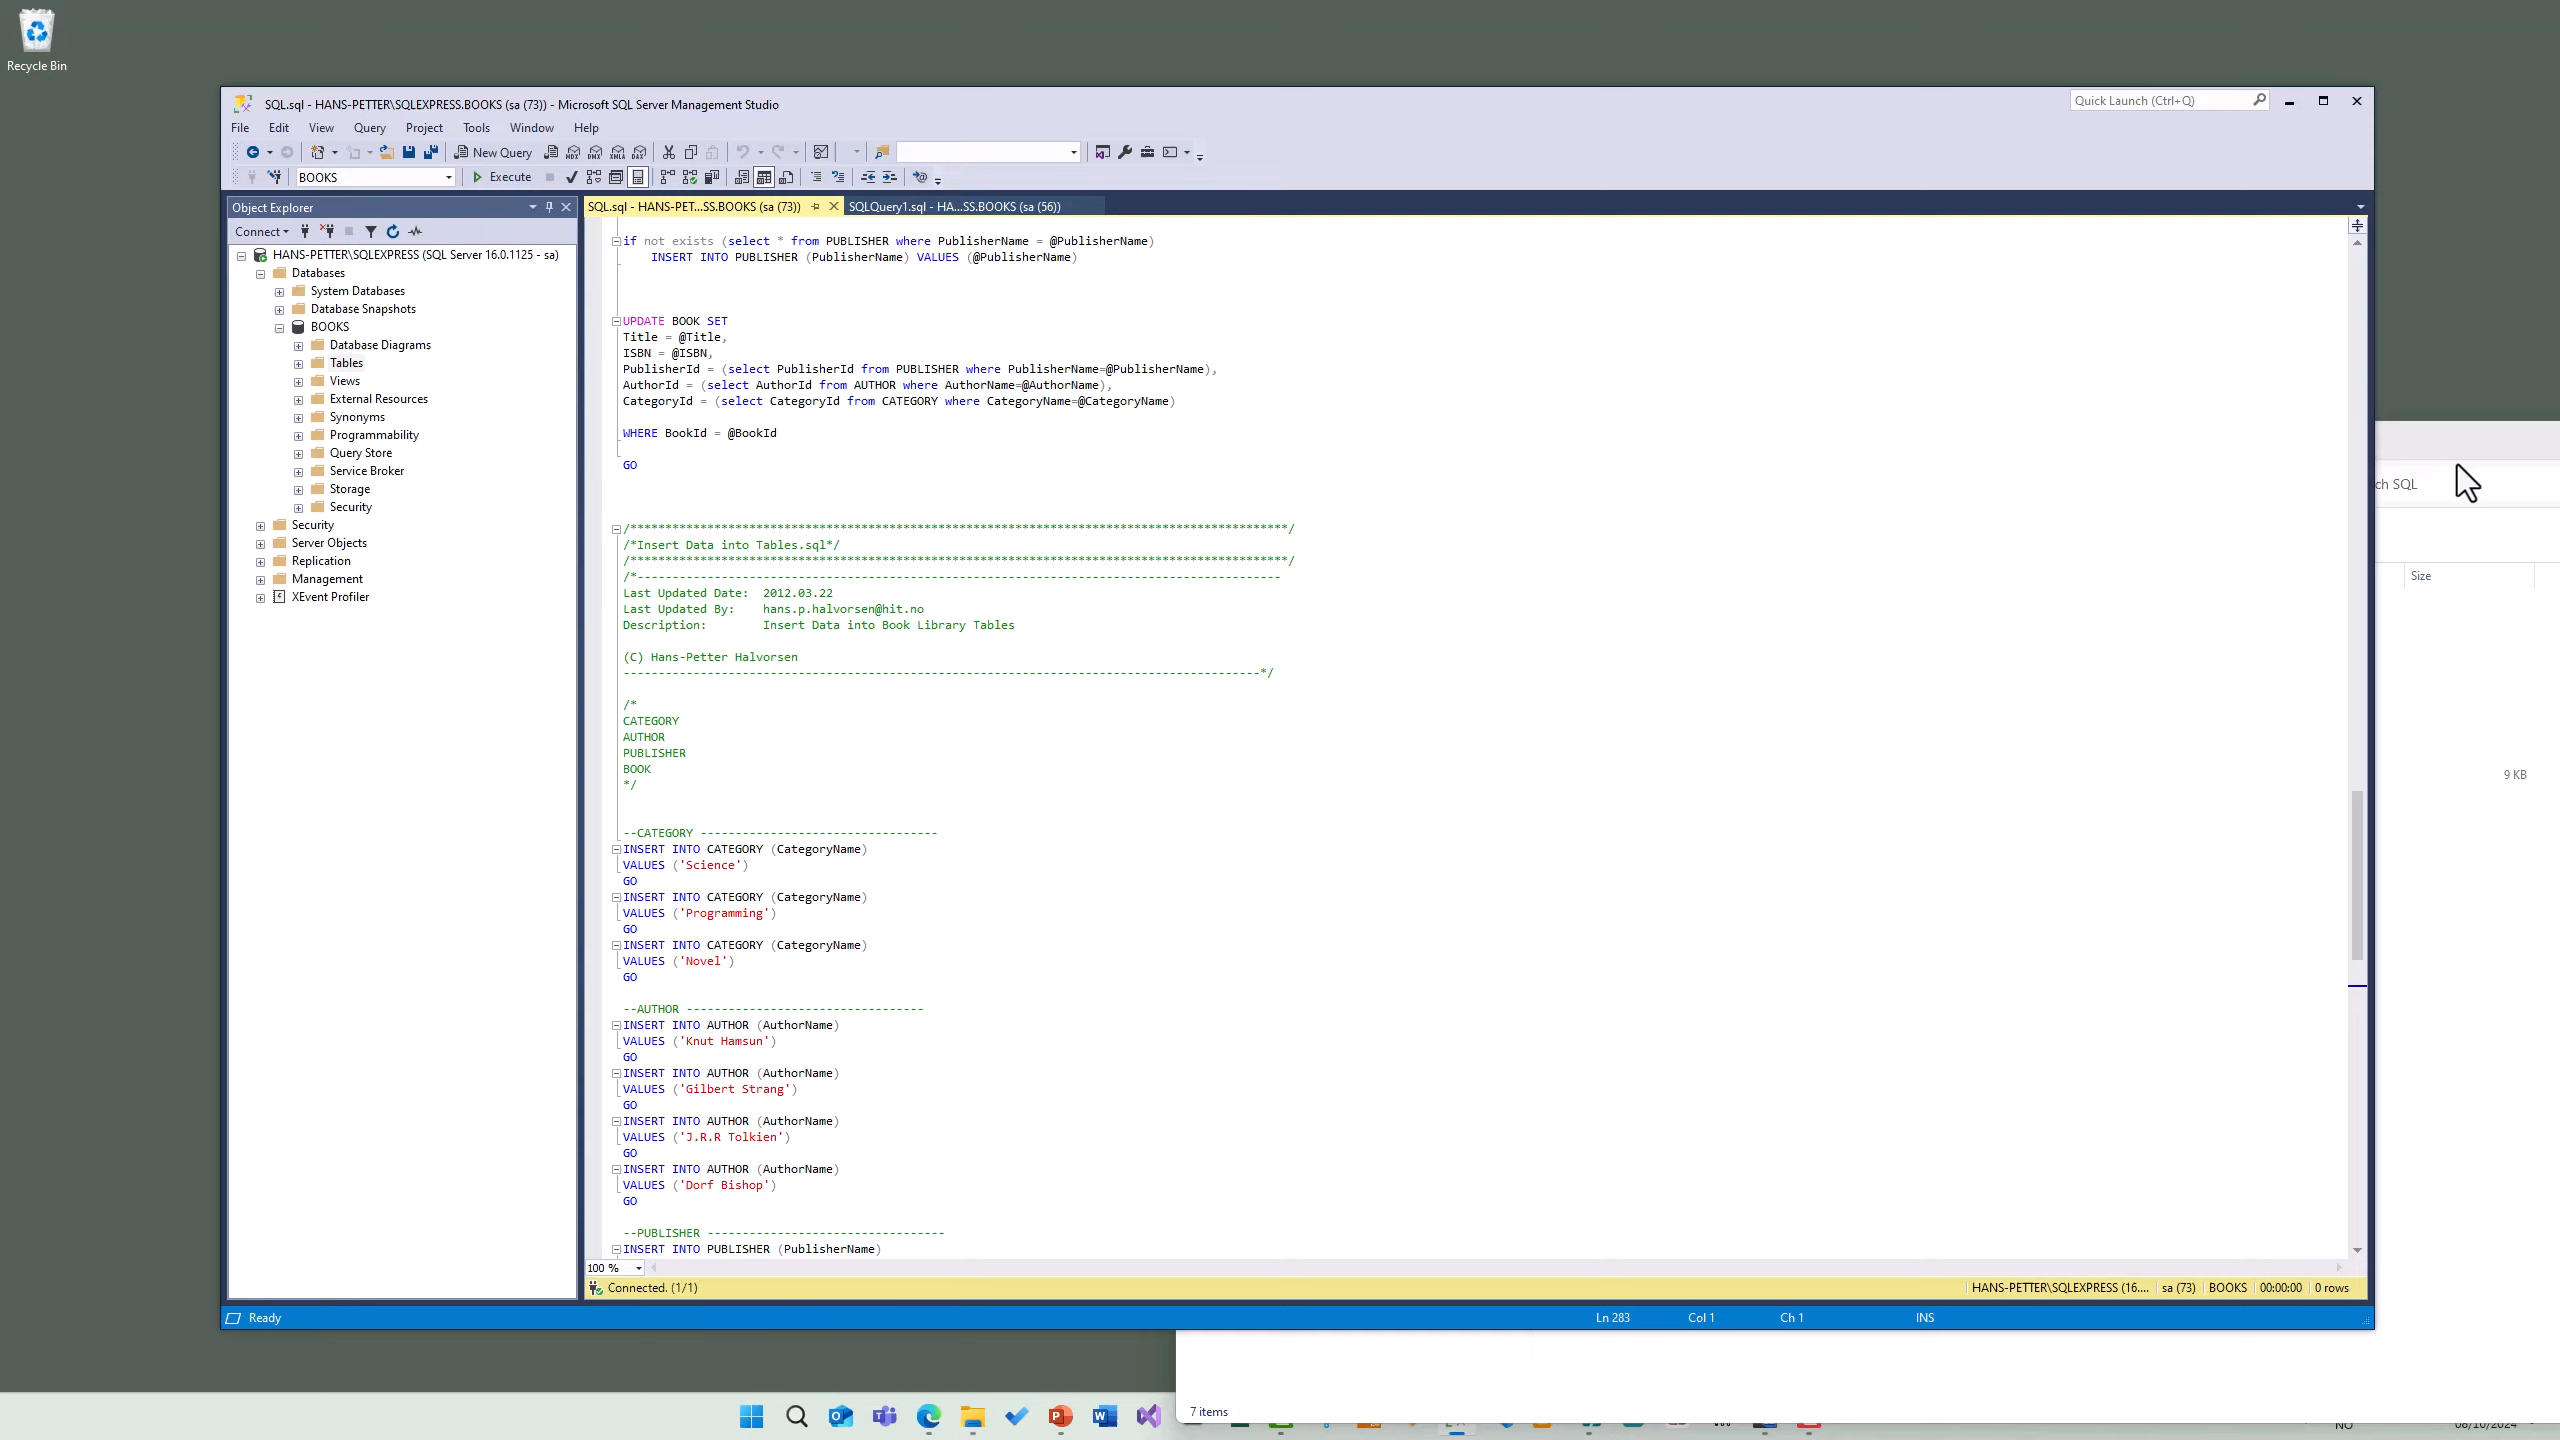 Recycle Bin
SQL.sql - HANS-PETTER\SQLEXPRESS.BOOKS (sa (73)) - Microsoft SQL Server Management Studio
Quick Launch (Ctrl+Q)
File Edit View Query Project Tools Window Help
New Query
BOOKS
Execute
Object Explorer
Connect
HANS-PETTER\SQLEXPRESS (SQL Server 16.0.1125 - sa)
Databases
System Databases
Database Snapshots
BOOKS
Database Diagrams
Tables
Views
External Resources
Synonyms
Programmability
Query Store
Service Broker
Storage
Security
Security
Server Objects
Replication
Management
XEvent Profiler
SQL.sql - HANS-PET...SS.BOOKS (sa (73)) SQLQuery1.sql - HA...SS.BOOKS (sa (56))
if not exists (select * from PUBLISHER where PublisherName = @PublisherName)
INSERT INTO PUBLISHER (PublisherName) VALUES (@PublisherName)
UPDATE BOOK SET
Title = @Title,
ISBN = @ISBN,
PublisherId = (select PublisherId from PUBLISHER where PublisherName=@PublisherName),
AuthorId = (select AuthorId from AUTHOR where AuthorName=@AuthorName),
CategoryId = (select CategoryId from CATEGORY where CategoryName=@CategoryName)
WHERE BookId = @BookId
GO
/**********************************************************************************************/
/*Insert Data into Tables.sql*/
/**********************************************************************************************/
/*--------------------------------------------------------------------------------------------
Last Updated Date: 2012.03.22
Last Updated By: hans.p.halvorsen@hit.no
Description: Insert Data into Book Library Tables
(C) Hans-Petter Halvorsen
-------------------------------------------------------------------------------------------*/
/*
CATEGORY
AUTHOR
PUBLISHER
BOOK
*/
--CATEGORY ----------------------------------
INSERT INTO CATEGORY (CategoryName)
VALUES ('Science')
GO
INSERT INTO CATEGORY (CategoryName)
VALUES ('Programming')
GO
INSERT INTO CATEGORY (CategoryName)
VALUES ('Novel')
GO
--AUTHOR ----------------------------------
INSERT INTO AUTHOR (AuthorName)
VALUES ('Knut Hamsun')
GO
INSERT INTO AUTHOR (AuthorName)
VALUES ('Gilbert Strang')
GO
INSERT INTO AUTHOR (AuthorName)
VALUES ('J.R.R Tolkien')
GO
INSERT INTO AUTHOR (AuthorName)
VALUES ('Dorf Bishop')
GO
--PUBLISHER ----------------------------------
INSERT INTO PUBLISHER (PublisherName)
100 %
Connected. (1/1)
HANS-PETTER\SQLEXPRESS (16.... sa (73) BOOKS 00:00:00 0 rows
Ready
Ln 283 Col 1 Ch 1 INS
ch SQL
Size
9 KB
7 items
NO
08/10/2024